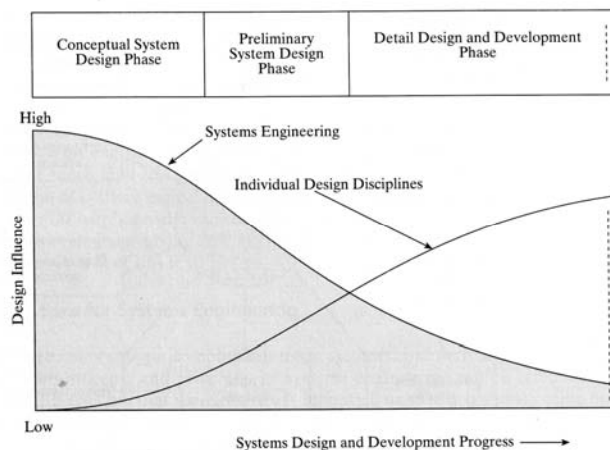 Conceptual System
Design Phase
Preliminary
System Design
Phase
Detail Design and Development
Phase
High
Systems Engineering
Individual Design Disciplines
Design Influence
Low
Systems Design and Development Progress